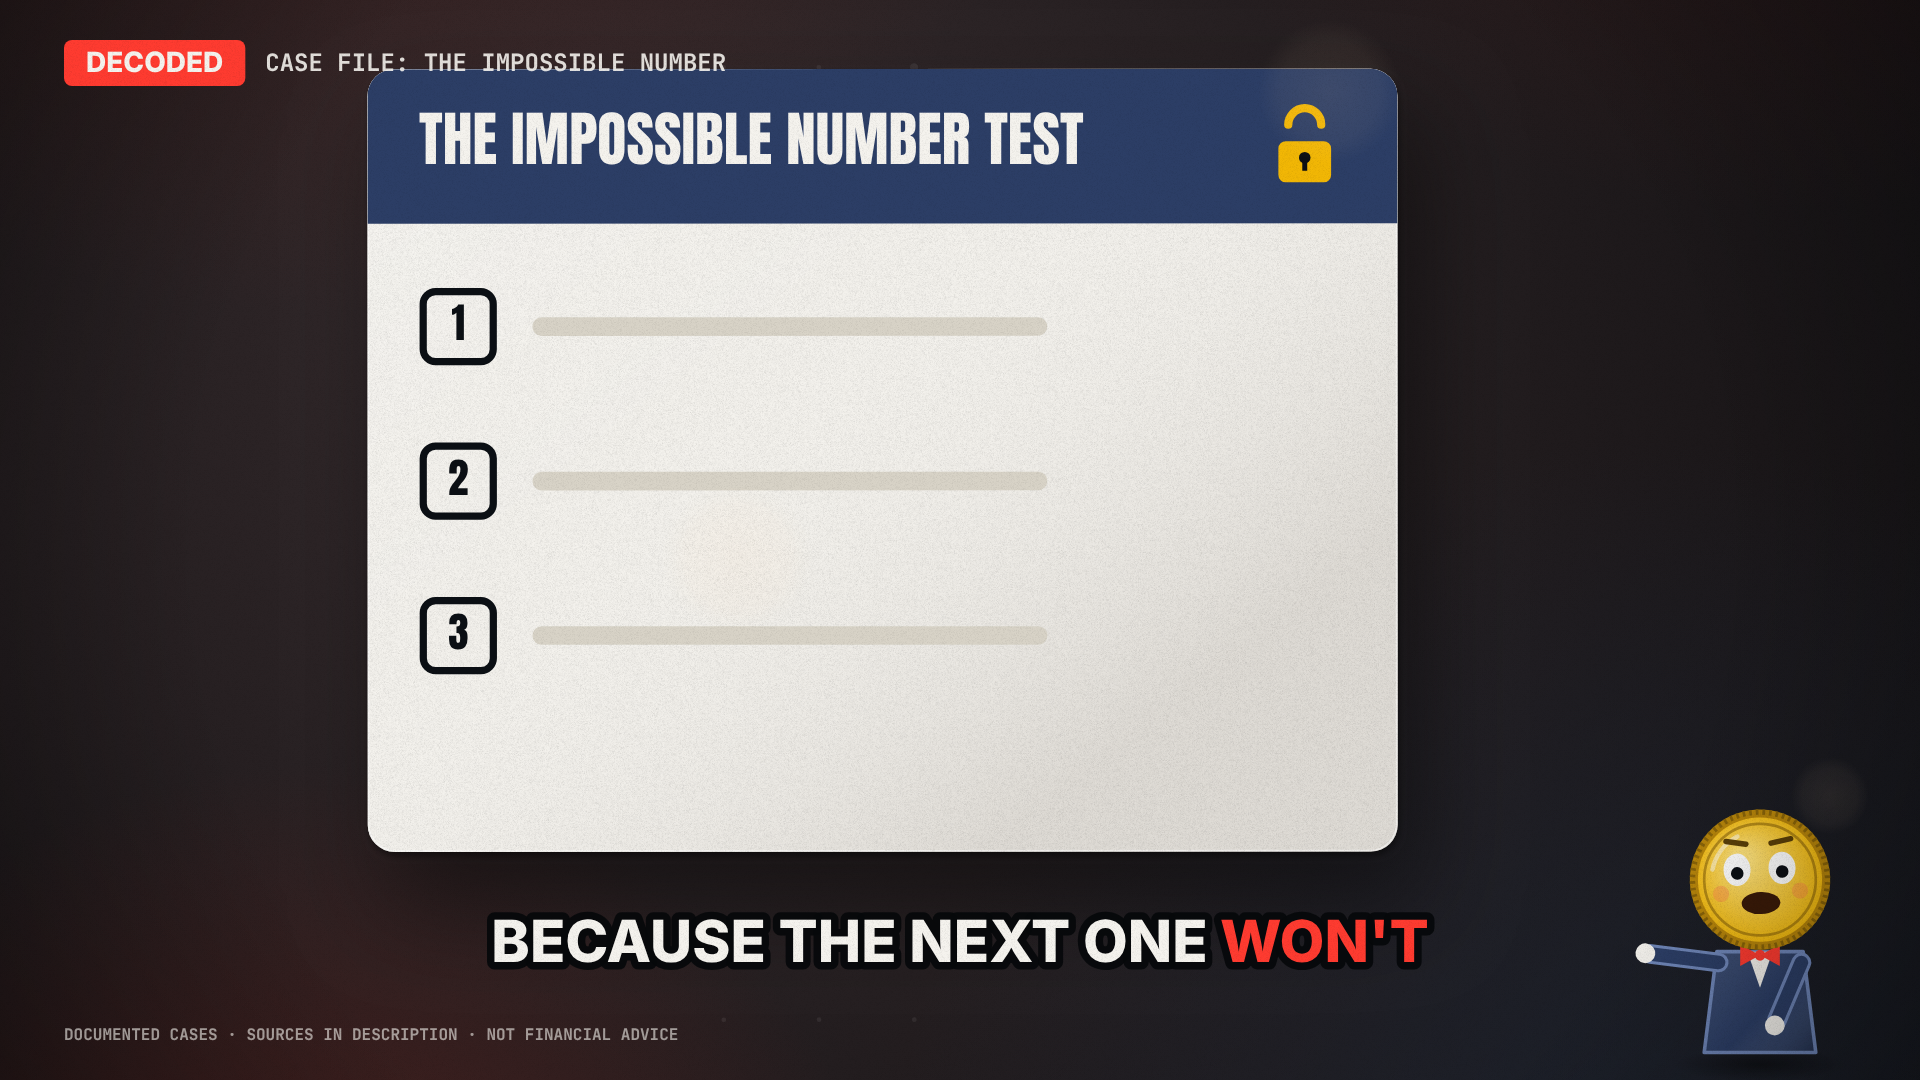 DECODED CASE FILE: THE IMPOSSIBLE NUMBER
THE IMPOSSIBLE NUMBER TEST
1
2
3
BECAUSE THE NEXT ONE WON'T
DOCUMENTED CASES · SOURCES IN DESCRIPTION · NOT FINANCIAL ADVICE